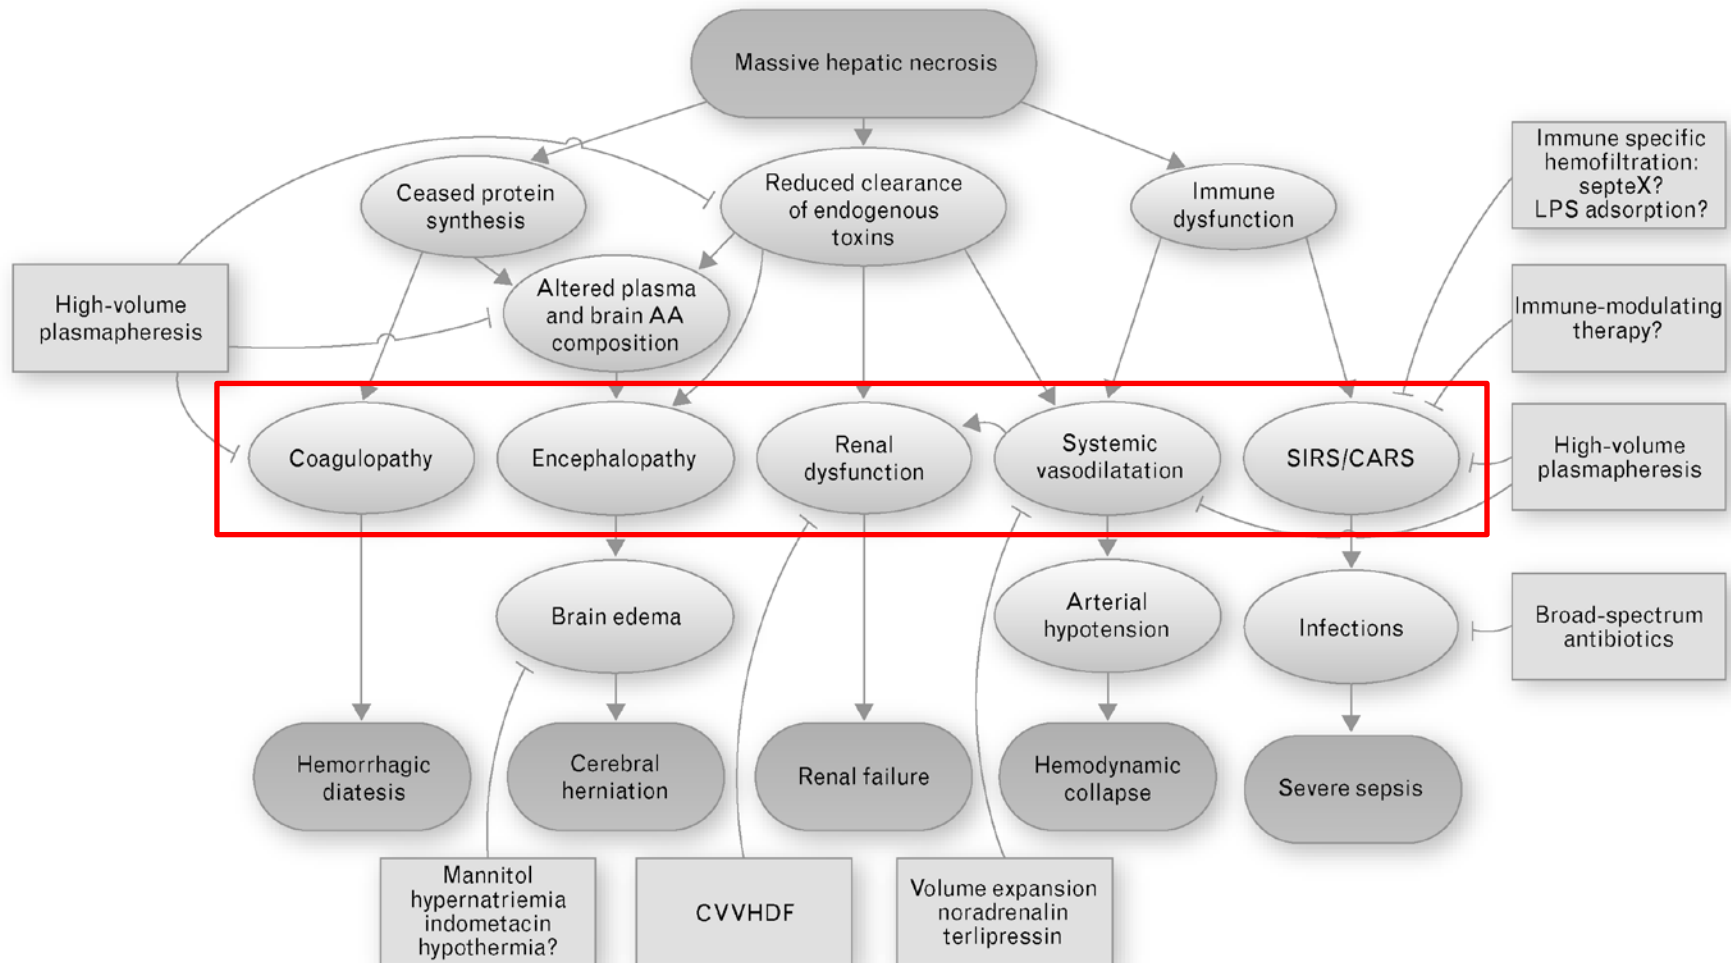 Massive hepatic necrosis
Immune specific
hemofiltration:
septeX?
LPS adsorption?
Ceased protein
synthesis
Reduced clearance
of endogenous
toxins
Immune
dysfunction
High-volume
plasmapheresis
Altered plasma
and brain AA
composition
Immune-modulating
therapy?
Coagulopathy
Encephalopathy
Renal
dysfunction
Systemic
vasodilatation
SIRS/CARS
High-volume
plasmapheresis
Brain edema
Arterial
hypotension
Infections
Broad-spectrum
antibiotics
Hemorrhagic
diatesis
Cerebral
herniation
Renal failure
Hemodynamic
collapse
Severe sepsis
Mannitol
hypernatriemia
indometacin
hypothermia?
CVVHDF
Volume expansion
noradrenalin
terlipressin